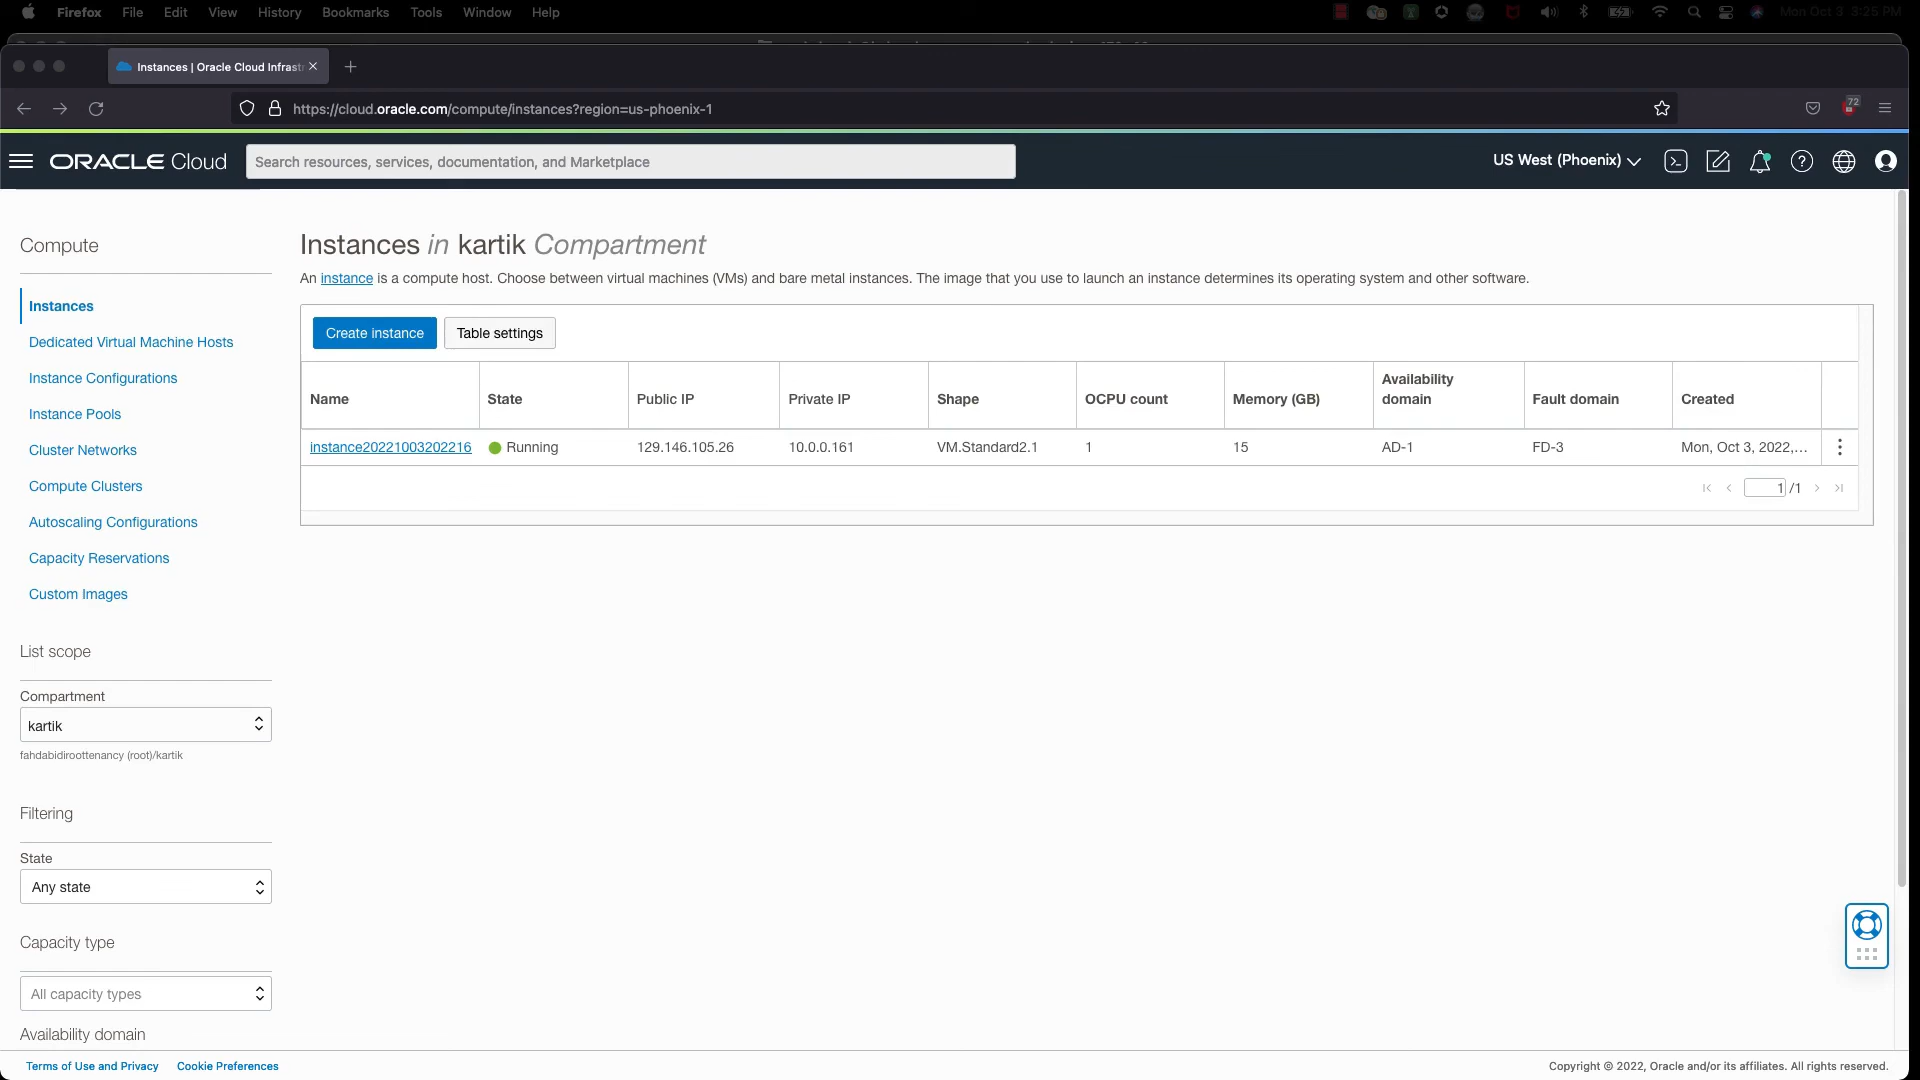 Firefox File Edit View History Bookmarks Tools Window Help
Mon Oct 3 3:25 PM
Instances | Oracle Cloud Infrastr
https://cloud.oracle.com/compute/instances?region=us-phoenix-1
72
ORACLE Cloud
Search resources, services, documentation, and Marketplace
US West (Phoenix)
Compute
Instances
Dedicated Virtual Machine Hosts
Instance Configurations
Instance Pools
Cluster Networks
Compute Clusters
Autoscaling Configurations
Capacity Reservations
Custom Images
List scope
Compartment
kartik
fahdabidiroottenancy (root)/kartik
Filtering
State
Any state
Capacity type
All capacity types
Availability domain
Instances in kartik Compartment
An instance is a compute host. Choose between virtual machines (VMs) and bare metal instances. The image that you use to launch an instance determines its operating system and other software.
Create instance Table settings
Name State Public IP Private IP Shape OCPU count Memory (GB) Availability domain Fault domain Created
instance20221003202216 Running 129.146.105.26 10.0.0.161 VM.Standard2.1 1 15 AD-1 FD-3 Mon, Oct 3, 2022,...
1 /1
Terms of Use and Privacy Cookie Preferences
Copyright © 2022, Oracle and/or its affiliates. All rights reserved.